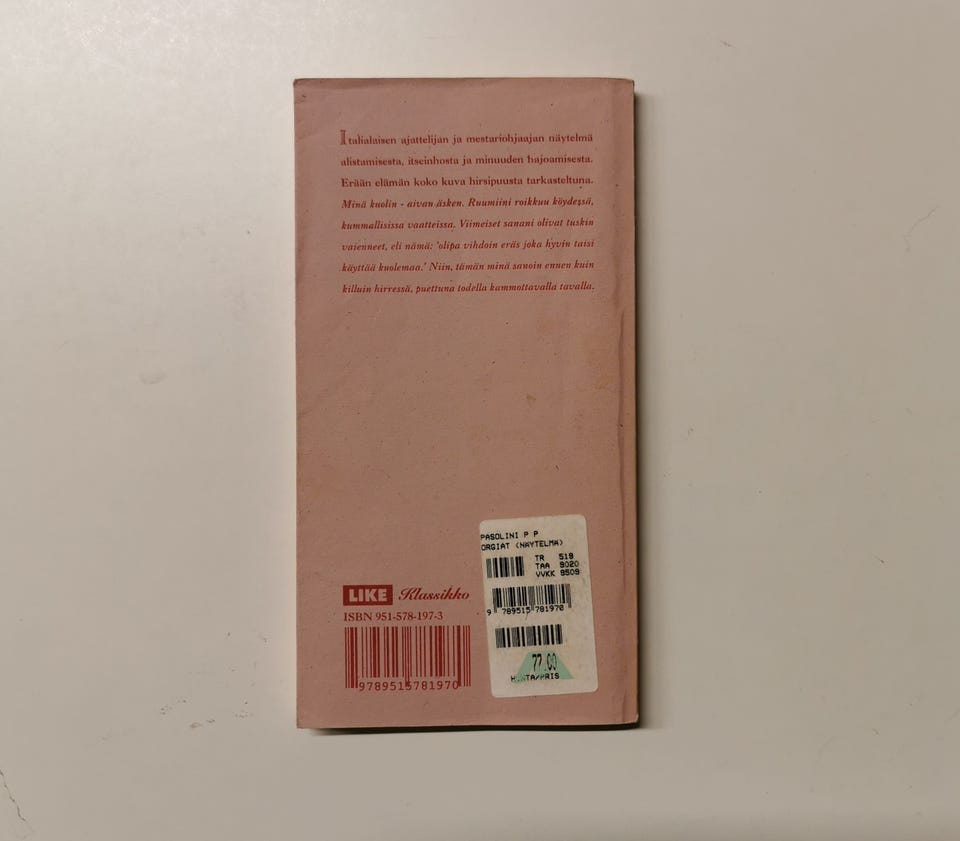 Italialaisen ajattelijan ja mestariohjaajan näytelmä
alistamisesta, itseinhosta ja minuuden hajoamisesta.
Erään elämän koko kuva hirsipuusta tarkasteltuna.
Minä kuolin - aivan äsken. Ruumiini roikkuu köydessä,
kummallisissa vaatteissa. Viimeiset sanani olivat tuskin
vaienneet, eli nämä: 'olipa vihdoin eräs joka hyvin taisi
käyttää kuolemaa.' Niin, tämän minä sanoin ennen kuin
killuin hirressä, puettuna todella kammottavalla tavalla.
PASOLINI P P
ORGIAT (NÄYTELMÄ)
TR 519
TAA 9020
VVKK 9509
9 789515 781970
77.00
HINTA/PRIS
LIKE Klassikko
ISBN 951-578-197-3
9789515781970